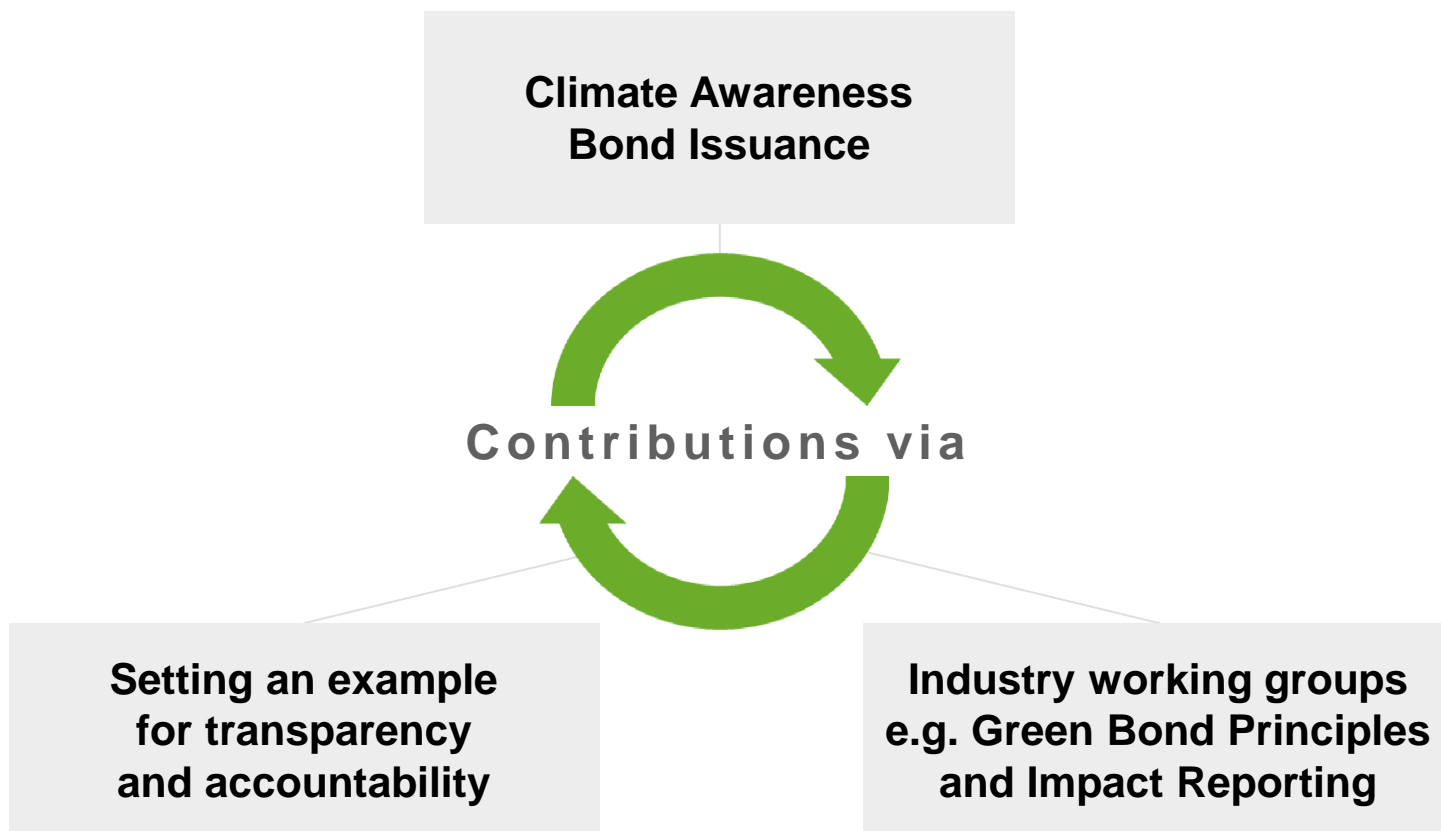 Climate Awareness
Bond Issuance
Contributions via
Setting an example
for transparency
and accountability
Industry working groups
e.g. Green Bond Principles
and Impact Reporting